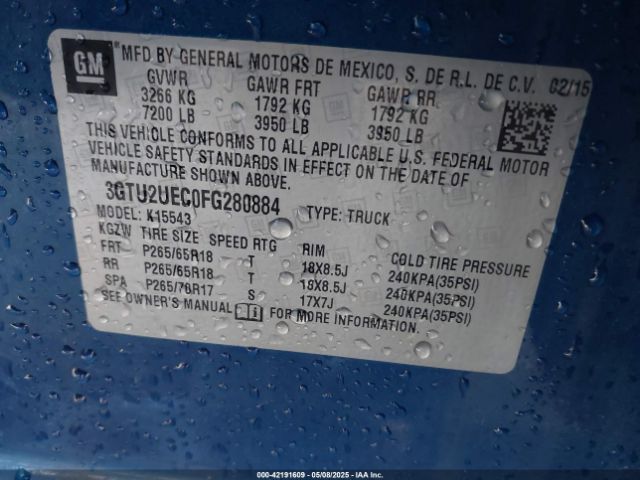 GM
MFD BY GENERAL MOTORS DE MEXICO, S. DE R.L. DE C.V. 02/15
GVWR GAWR FRT GAWR RR
3266 KG 1792 KG 1792 KG
7200 LB 3950 LB 3950 LB
THIS VEHICLE CONFORMS TO ALL APPLICABLE U.S. FEDERAL MOTOR
VEHICLE SAFETY STANDARDS IN EFFECT ON THE DATE OF
MANUFACTURE SHOWN ABOVE.
3GTU2UEC0FG280884 TYPE: TRUCK
MODEL: K15543
KGZW TIRE SIZE SPEED RTG RIM COLD TIRE PRESSURE
FRT P265/65R18 T 18X8.5J 240KPA(35PSI)
RR P265/65R18 T 18X8.5J 240KPA(35PSI)
SPA P265/70R17 S 17X7J 240KPA(35PSI)
SEE OWNER'S MANUAL FOR MORE INFORMATION.
000-42191609 - 05/08/2025 - IAAI.COM